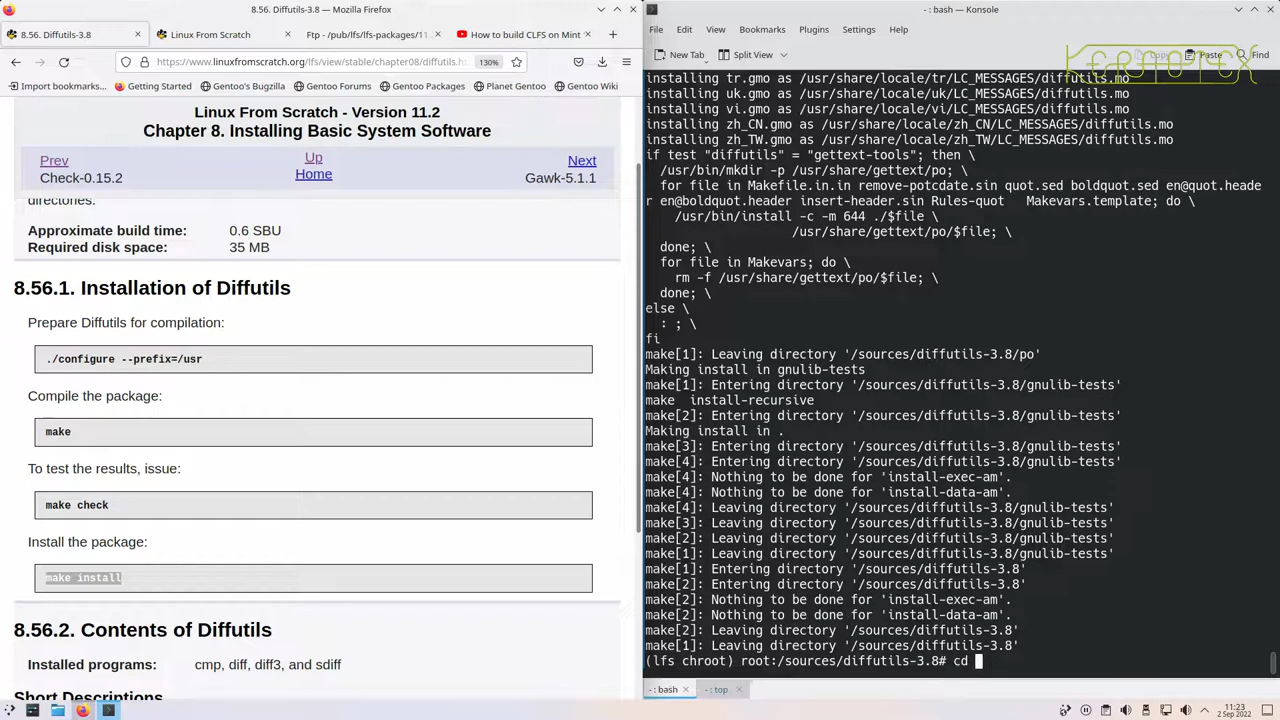 8.56. Diffutils-3.8 — Mozilla Firefox
8.56. Diffutils-3.8
Linux From Scratch
Ftp - /pub/lfs/lfs-packages/11.
How to build CLFS on Mint
https://www.linuxfromscratch.org/lfs/view/stable/chapter08/diffutils.h
150%
Import bookmarks...
Getting Started
Gentoo's Bugzilla
Gentoo Forums
Gentoo Packages
Planet Gentoo
Gentoo Wiki
Linux From Scratch - Version 11.2
Chapter 8. Installing Basic System Software
Prev
Up
Next
Check-0.15.2
Home
Gawk-5.1.1
directories.
Approximate build time: 0.6 SBU
Required disk space: 35 MB
8.56.1. Installation of Diffutils
Prepare Diffutils for compilation:
./configure --prefix=/usr
Compile the package:
make
To test the results, issue:
make check
Install the package:
make install
8.56.2. Contents of Diffutils
Installed programs: cmp, diff, diff3, and sdiff
Short Descriptions
- : bash — Konsole
File Edit View Bookmarks Plugins Settings Help
New Tab
Split View
Paste
Find
installing tr.gmo as /usr/share/locale/tr/LC_MESSAGES/diffutils.mo
installing uk.gmo as /usr/share/locale/uk/LC_MESSAGES/diffutils.mo
installing vi.gmo as /usr/share/locale/vi/LC_MESSAGES/diffutils.mo
installing zh_CN.gmo as /usr/share/locale/zh_CN/LC_MESSAGES/diffutils.mo
installing zh_TW.gmo as /usr/share/locale/zh_TW/LC_MESSAGES/diffutils.mo
if test "diffutils" = "gettext-tools"; then \
/usr/bin/mkdir -p /usr/share/gettext/po; \
for file in Makefile.in.in remove-potcdate.sin quot.sed boldquot.sed en@quot.heade
r en@boldquot.header insert-header.sin Rules-quot Makevars.template; do \
/usr/bin/install -c -m 644 ./$file \
/usr/share/gettext/po/$file; \
done; \
for file in Makevars; do \
rm -f /usr/share/gettext/po/$file; \
done; \
else \
: ; \
fi
make[1]: Leaving directory '/sources/diffutils-3.8/po'
Making install in gnulib-tests
make[1]: Entering directory '/sources/diffutils-3.8/gnulib-tests'
make install-recursive
make[2]: Entering directory '/sources/diffutils-3.8/gnulib-tests'
Making install in .
make[3]: Entering directory '/sources/diffutils-3.8/gnulib-tests'
make[4]: Entering directory '/sources/diffutils-3.8/gnulib-tests'
make[4]: Nothing to be done for 'install-exec-am'.
make[4]: Nothing to be done for 'install-data-am'.
make[4]: Leaving directory '/sources/diffutils-3.8/gnulib-tests'
make[3]: Leaving directory '/sources/diffutils-3.8/gnulib-tests'
make[2]: Leaving directory '/sources/diffutils-3.8/gnulib-tests'
make[1]: Leaving directory '/sources/diffutils-3.8/gnulib-tests'
make[1]: Entering directory '/sources/diffutils-3.8'
make[2]: Entering directory '/sources/diffutils-3.8'
make[2]: Nothing to be done for 'install-exec-am'.
make[2]: Nothing to be done for 'install-data-am'.
make[2]: Leaving directory '/sources/diffutils-3.8'
make[1]: Leaving directory '/sources/diffutils-3.8'
(lfs chroot) root:/sources/diffutils-3.8# cd
- : bash
- : top
11:23
2 Sep 2022